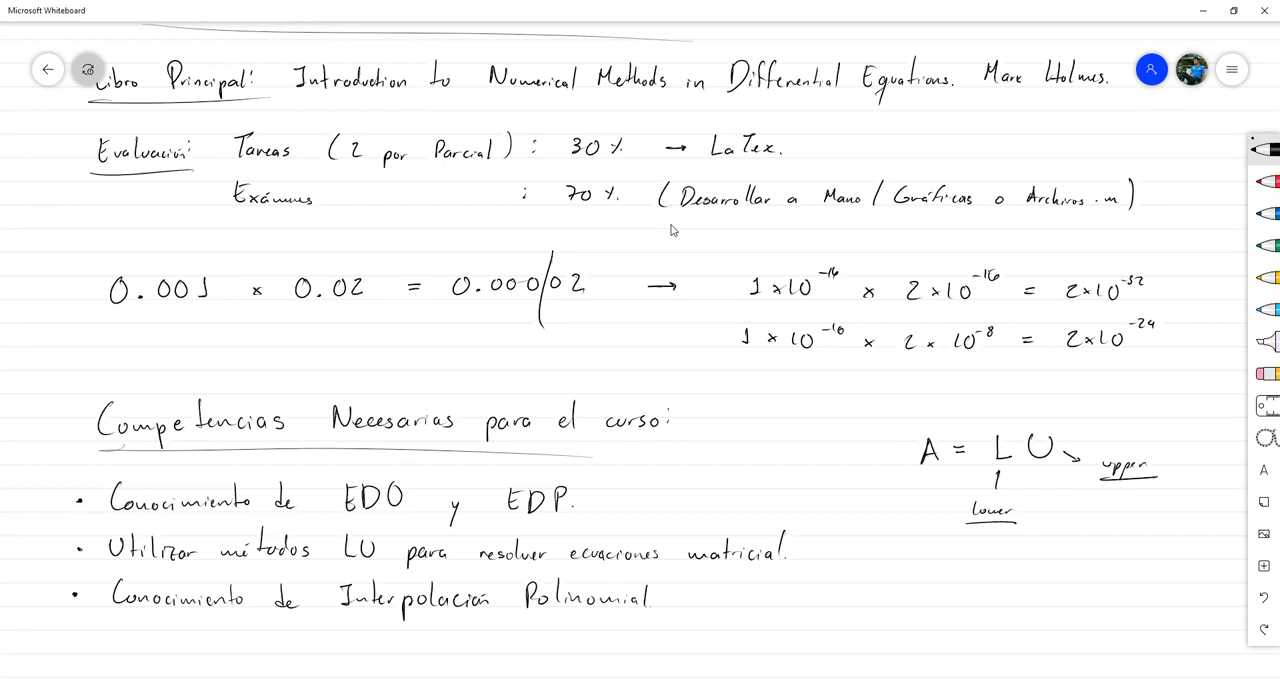 Microsoft Whiteboard
Libro Principal: Introduction to Numerical Methods in Differential Equations. Mark Holmes.
Evaluación: Tareas (2 por Parcial) : 30 % → LaTex.
Exámenes : 70 %. (Desarrollar a Mano / Gráficas o Archivos .m)
0.001 × 0.02 = 0.000/02 → 1×10⁻¹⁶ × 2×10⁻¹⁶ = 2×10⁻³²
1 × 10⁻¹⁶ × 2 × 10⁻⁸ = 2×10⁻²⁴
Competencias Necesarias para el curso:
A = L U
upper
lower
• Conocimiento de EDO y EDP.
• Utilizar métodos LU para resolver ecuaciones matricial.
• Conocimiento de Interpolación Polinomial